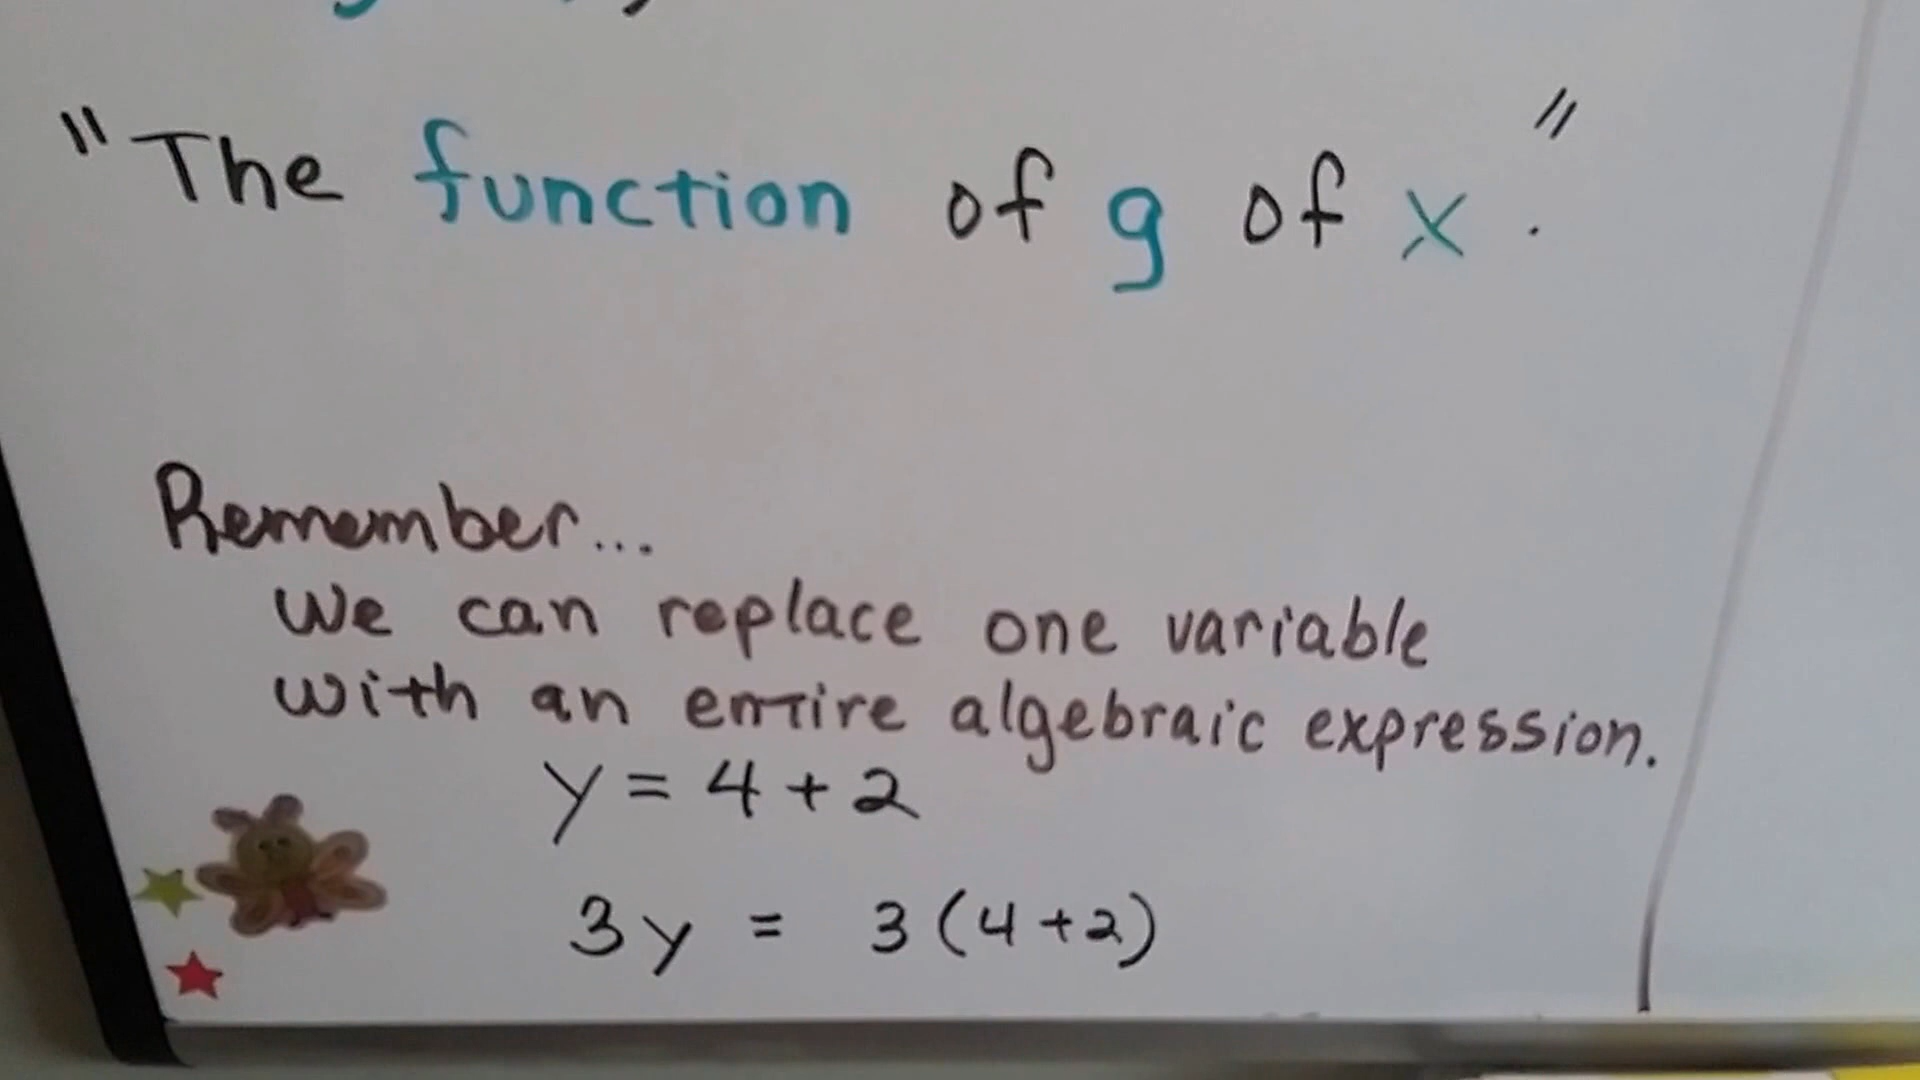 "The function of g of x."
Remember...
We can replace one variable
with an entire algebraic expression.
y = 4 + 2
3y = 3(4+2)